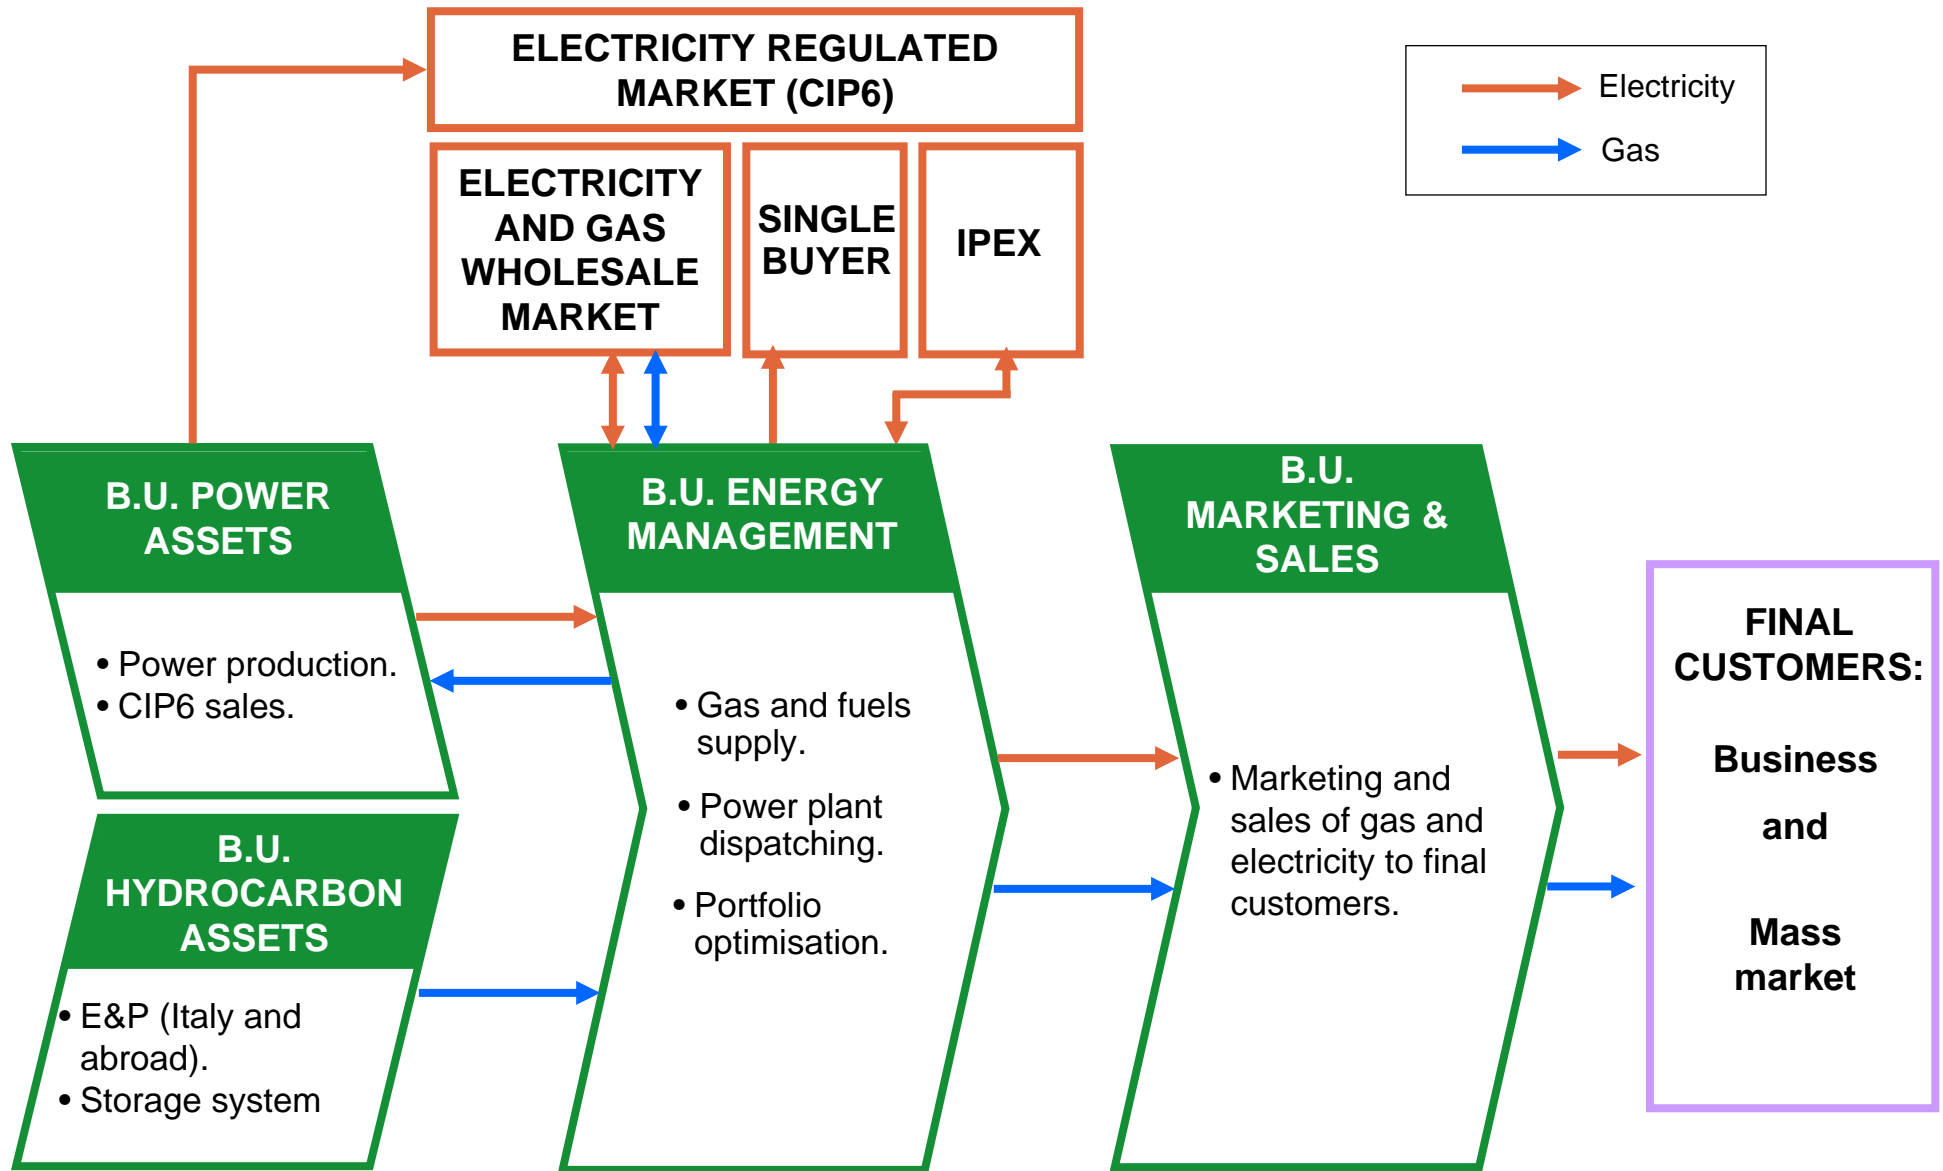 ELECTRICITY REGULATED
MARKET (CIP6)
Electricity
Gas
ELECTRICITY
AND GAS
WHOLESALE
MARKET
SINGLE
BUYER
IPEX
B.U. POWER
ASSETS
• Power production.
• CIP6 sales.
B.U.
HYDROCARBON
ASSETS
• E&P (Italy and
abroad).
• Storage system
B.U. ENERGY
MANAGEMENT
• Gas and fuels
supply.
• Power plant
dispatching.
• Portfolio
optimisation.
B.U.
MARKETING &
SALES
• Marketing and
sales of gas and
electricity to final
customers.
FINAL
CUSTOMERS:
Business
and
Mass
market